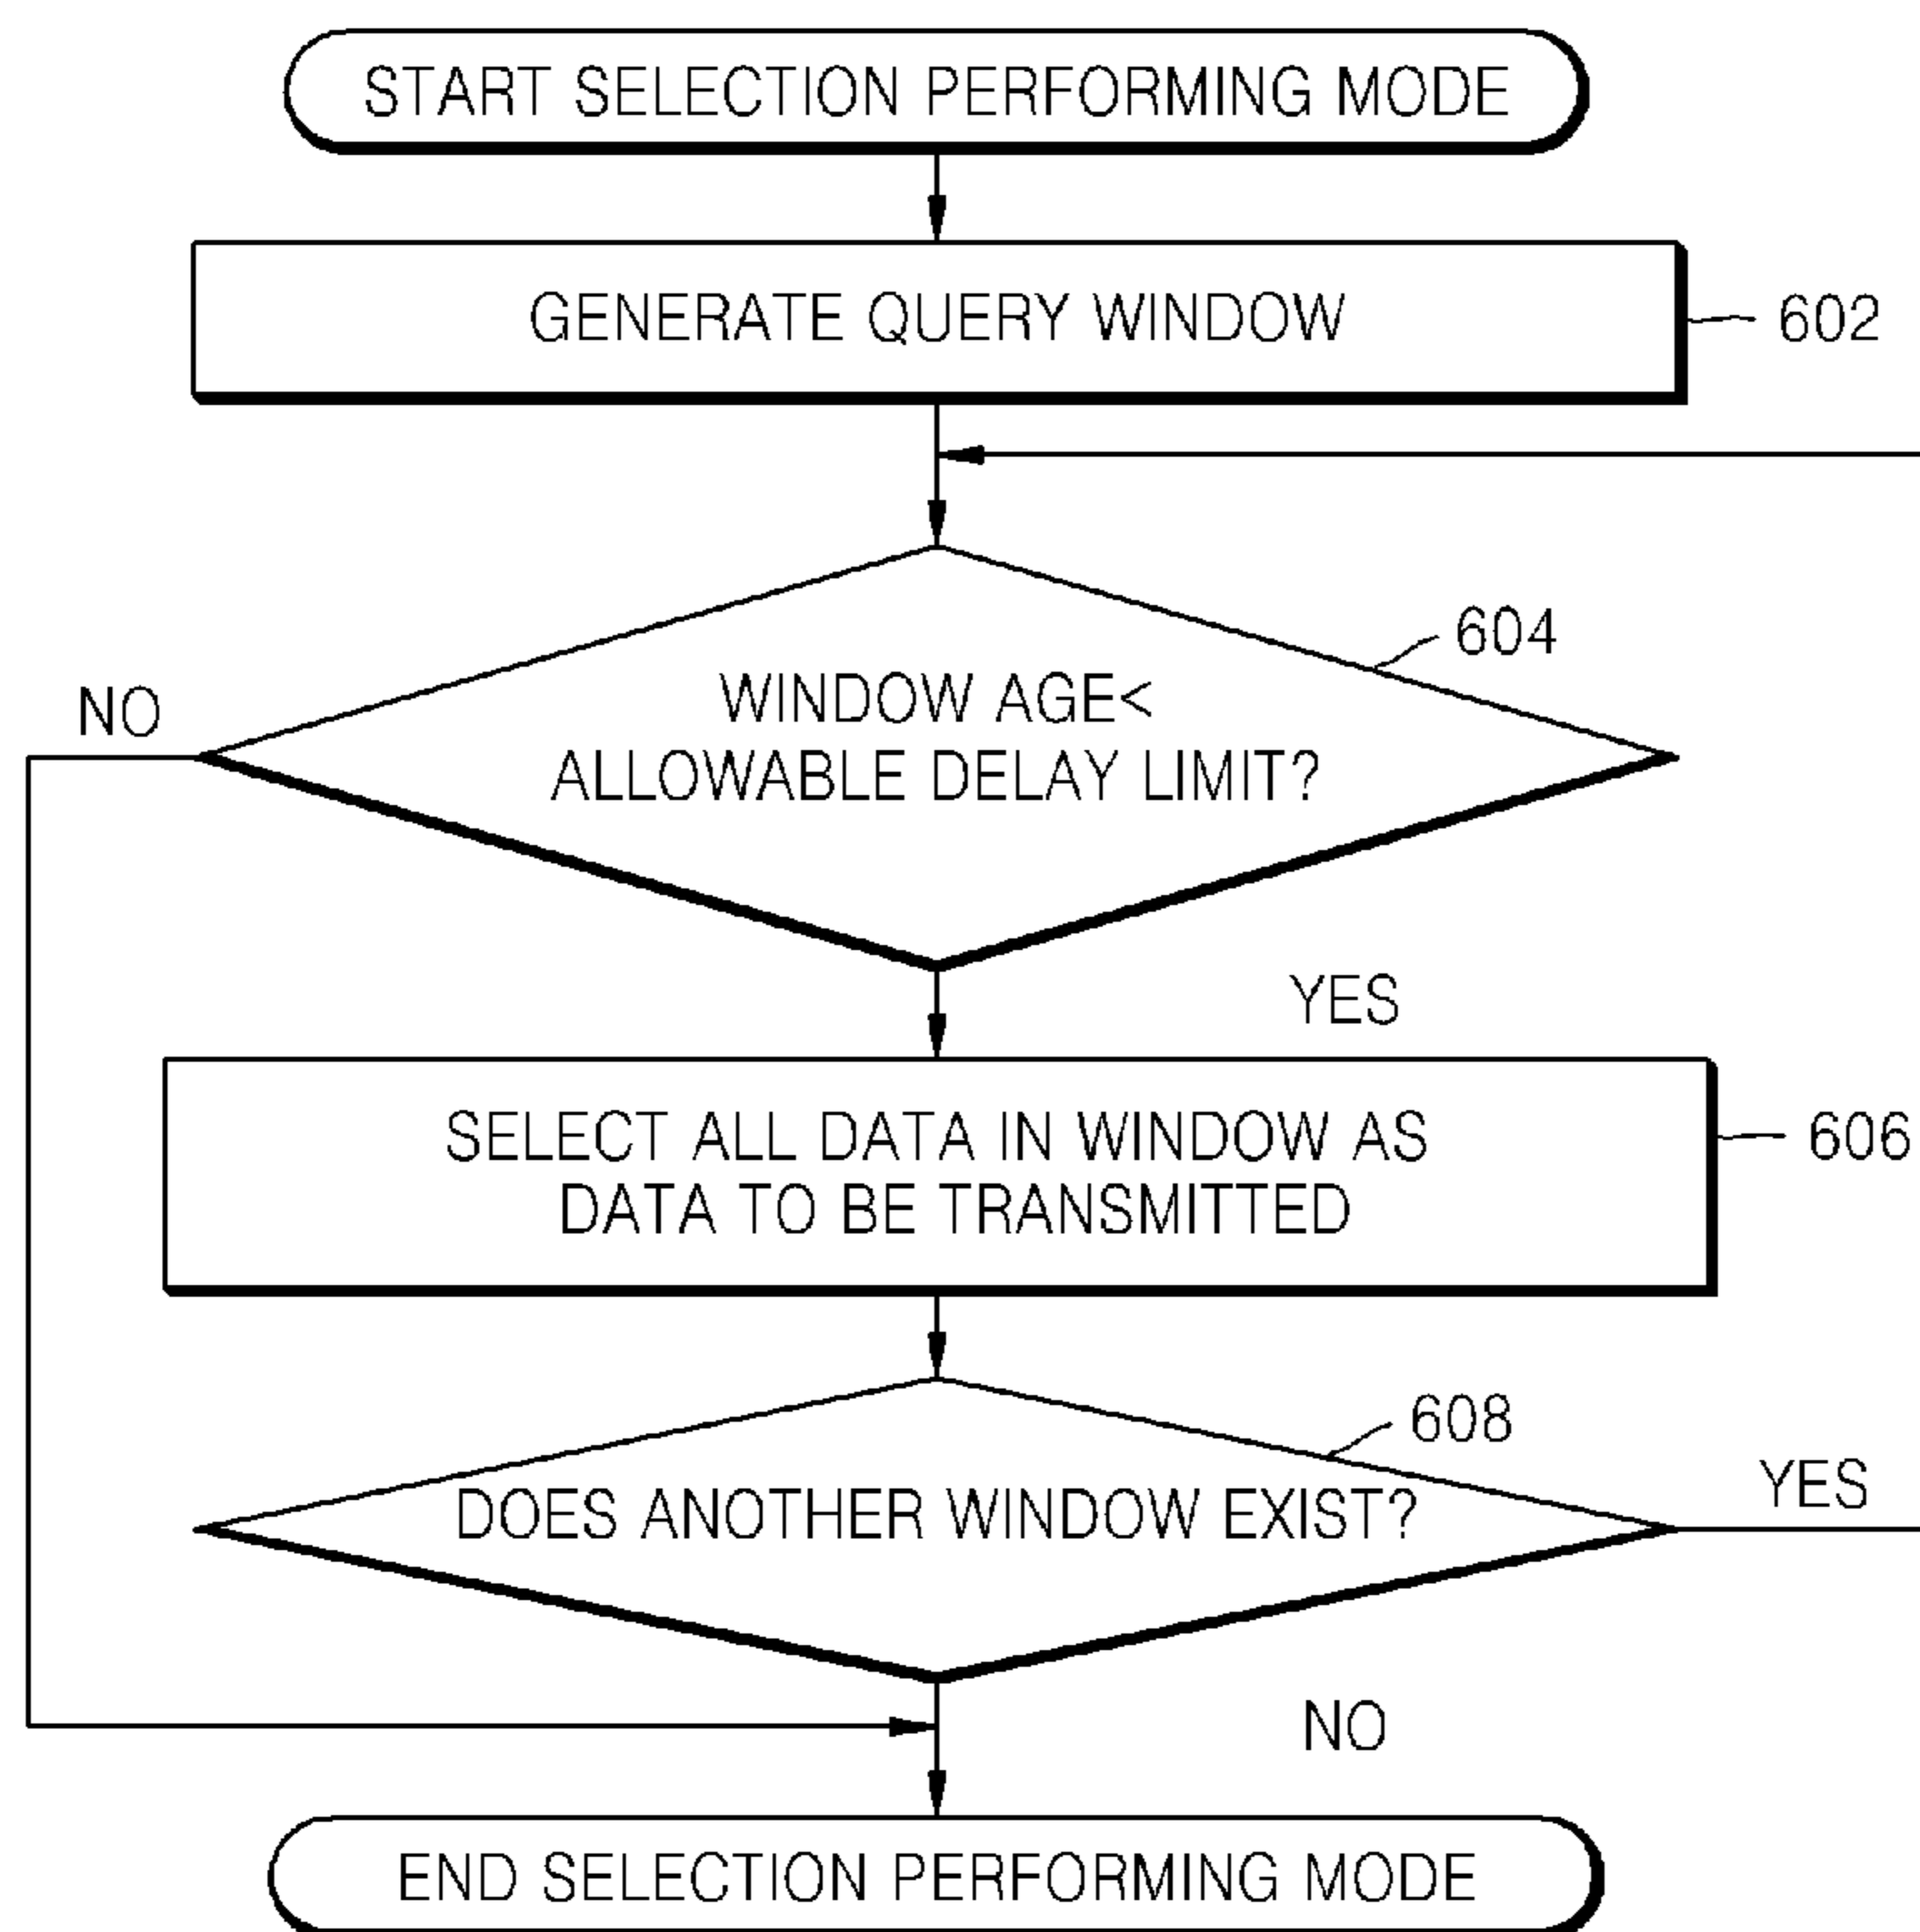 START SELECTION PERFORMING MODE
GENERATE QUERY WINDOW
602
604
WINDOW AGE<
ALLOWABLE DELAY LIMIT?
NO
YES
SELECT ALL DATA IN WINDOW AS
DATA TO BE TRANSMITTED
606
608
DOES ANOTHER WINDOW EXIST?
YES
NO
END SELECTION PERFORMING MODE